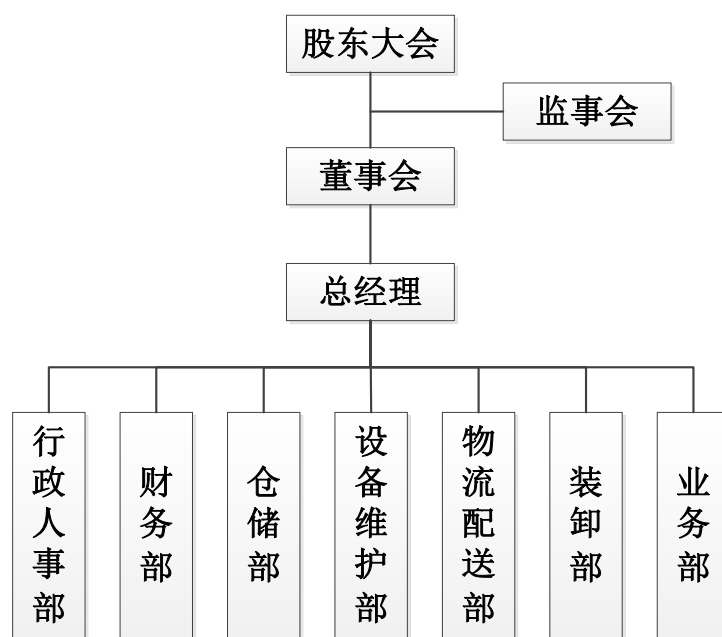 股东大会
监事会
董事会
总经理
行政人事部
财务部
仓储部
设备维护部
物流配送部
装卸部
业务部